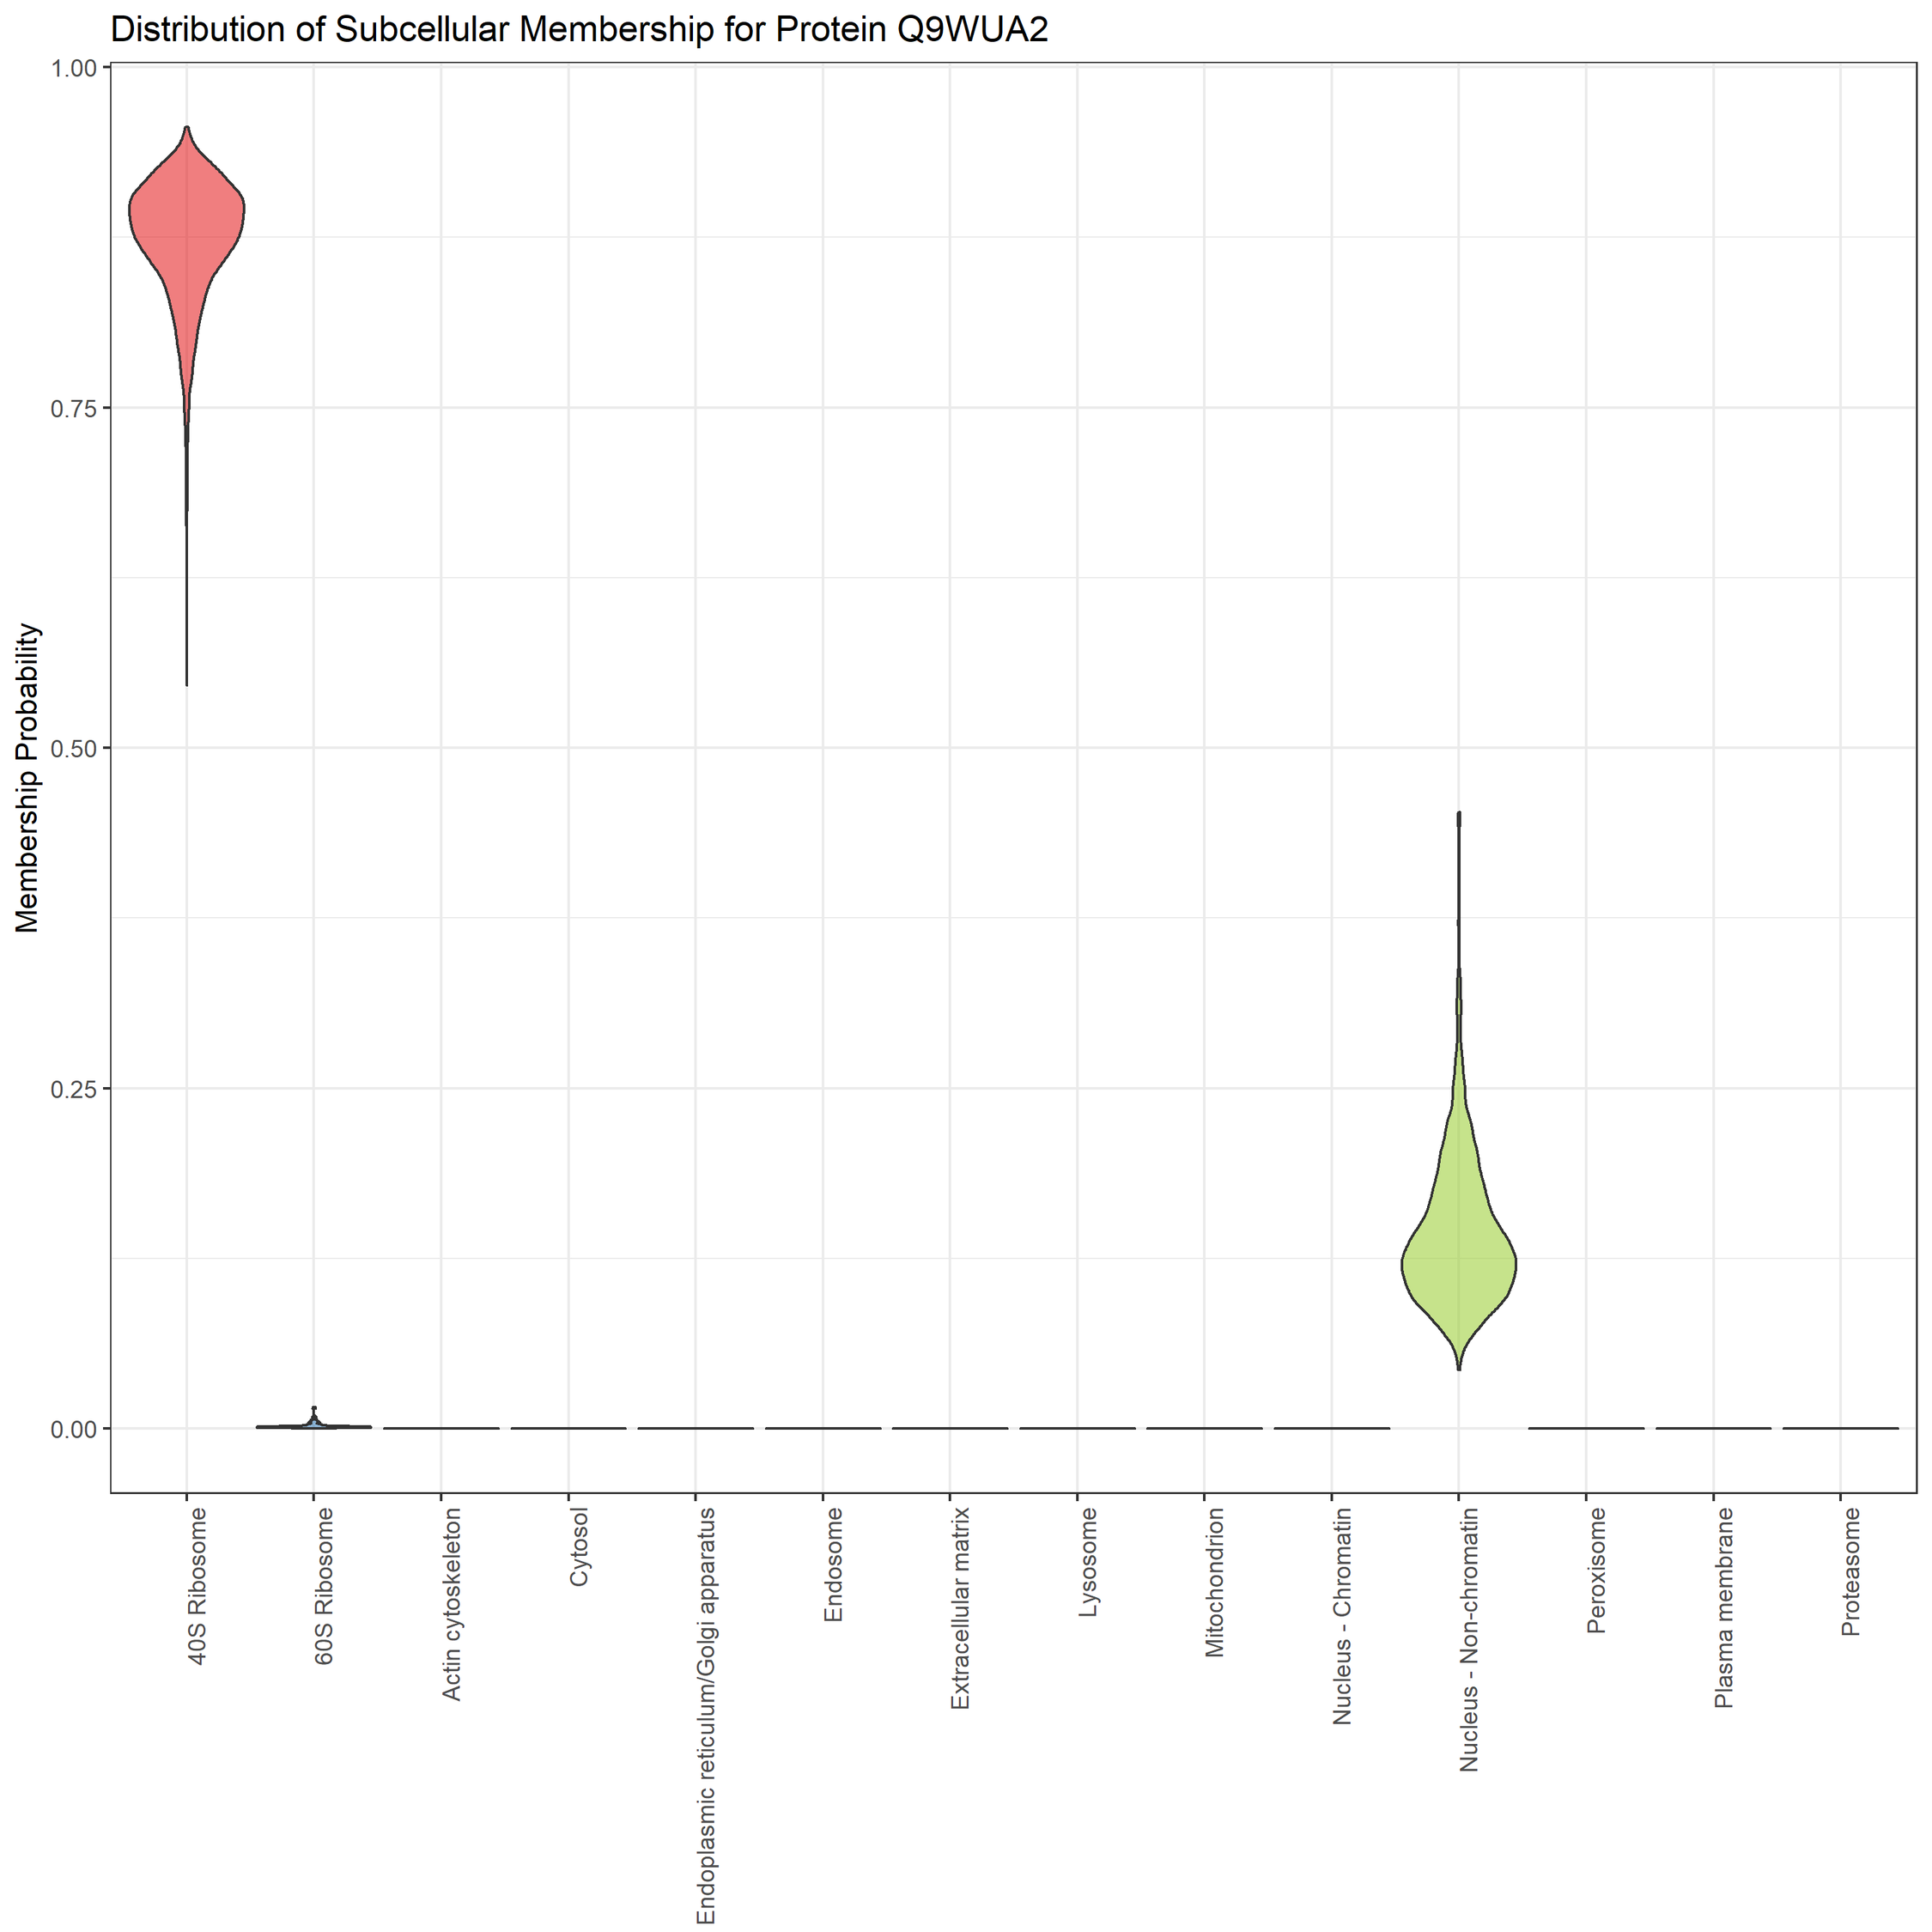 Distribution of Subcellular Membership for Protein Q9WUA2
1.00
0.75
0.50
0.25
0.00
Membership Probability
40S Ribosome
60S Ribosome
Actin cytoskeleton
Cytosol
Endoplasmic reticulum/Golgi apparatus
Endosome
Extracellular matrix
Lysosome
Mitochondrion
Nucleus - Chromatin
Nucleus - Non-chromatin
Peroxisome
Plasma membrane
Proteasome